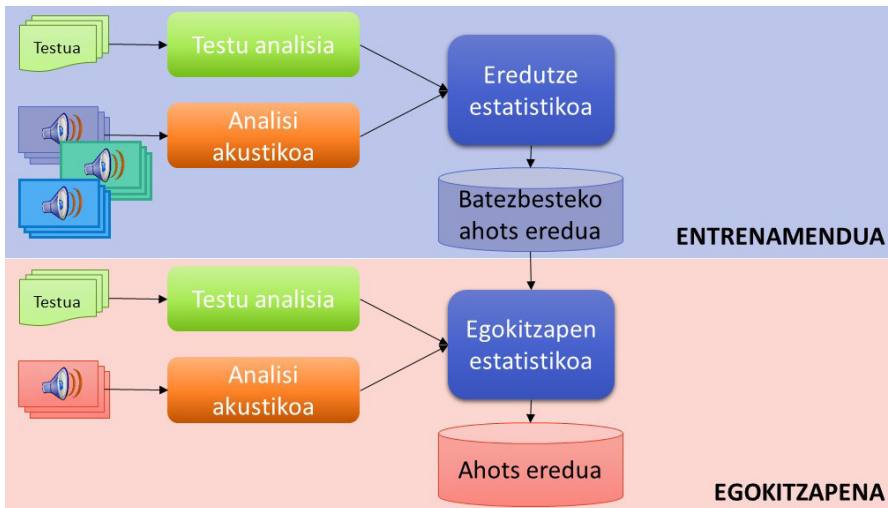 Testua
Testu analisia
Eredutze
estatistikoa
Analisi
akustikoa
Batezbesteko
ahots eredua
ENTRENAMENDUA
Testua
Testu analisia
Egokitzapen
estatistikoa
Analisi
akustikoa
Ahots eredua
EGOKITZAPENA